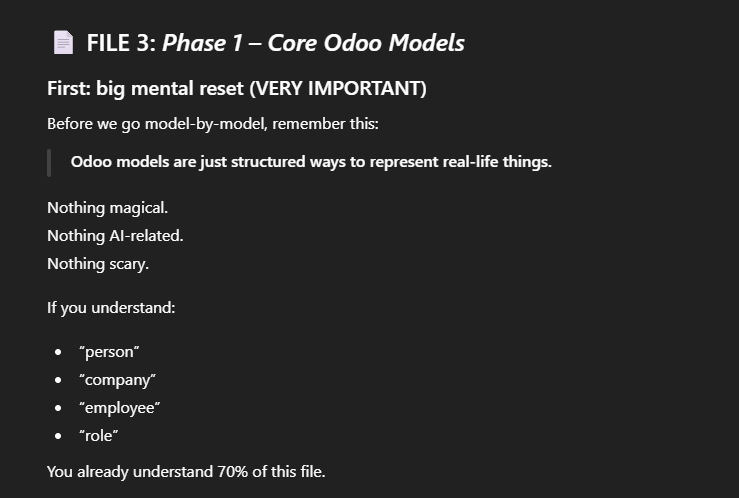 📄 FILE 3: Phase 1 – Core Odoo Models
First: big mental reset (VERY IMPORTANT)
Before we go model-by-model, remember this:
Odoo models are just structured ways to represent real-life things.
Nothing magical.
Nothing AI-related.
Nothing scary.
If you understand:
• “person”
• “company”
• “employee”
• “role”
You already understand 70% of this file.